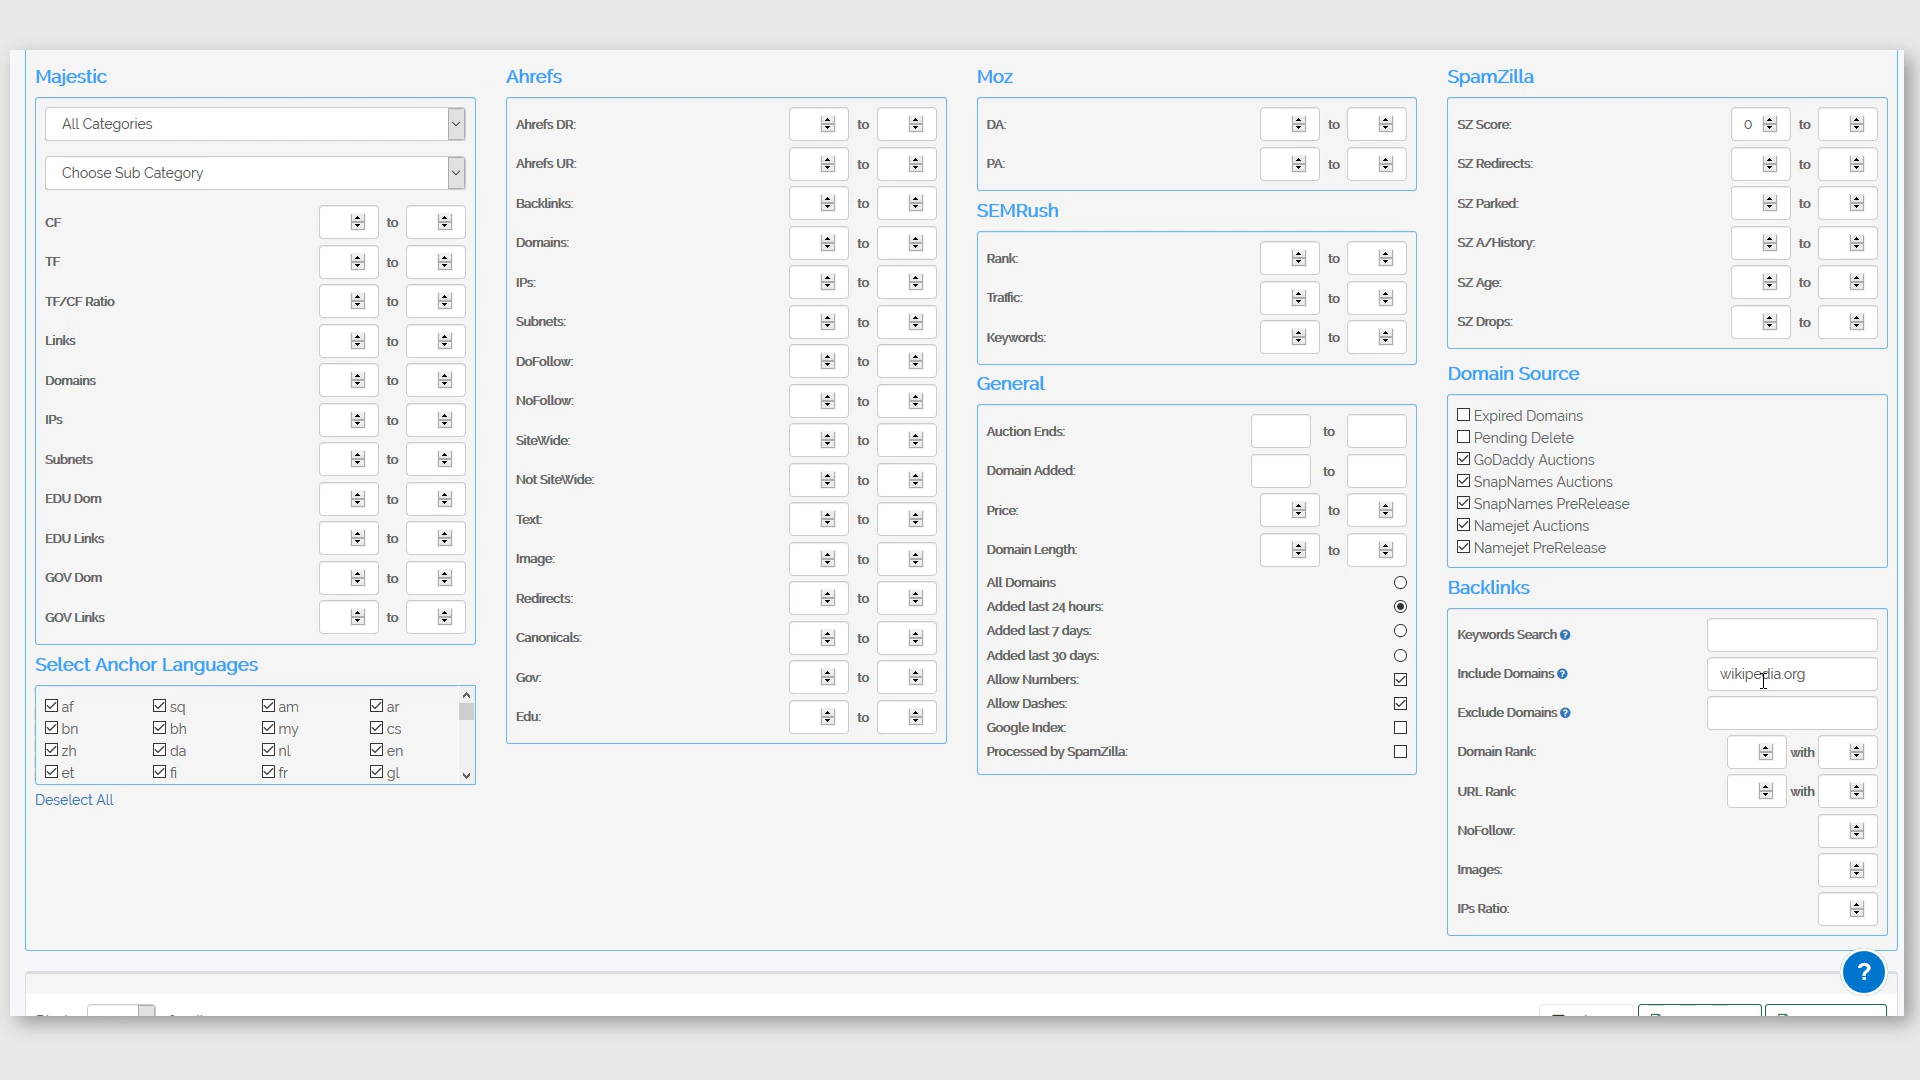 Majestic
All Categories
Choose Sub Category
CF to
TF to
TF/CF Ratio to
Links to
Domains to
IPs to
Subnets to
EDU Dom to
EDU Links to
GOV Dom to
GOV Links to
Select Anchor Languages
af sq am ar
bn bh my cs
zh da nl en
et fi fr gl
Deselect All
Ahrefs
Ahrefs DR: to
Ahrefs UR: to
Backlinks: to
Domains: to
IPs: to
Subnets: to
DoFollow: to
NoFollow: to
SiteWide: to
Not SiteWide: to
Text: to
Image: to
Redirects: to
Canonicals: to
Gov: to
Edu: to
Moz
DA: to
PA: to
SEMRush
Rank: to
Traffic: to
Keywords: to
General
Auction Ends: to
Domain Added: to
Price: to
Domain Length: to
All Domains
Added last 24 hours:
Added last 7 days:
Added last 30 days:
Allow Numbers:
Allow Dashes:
Google Index:
Processed by SpamZilla:
SpamZilla
SZ Score: 0 to
SZ Redirects: to
SZ Parked: to
SZ A/History: to
SZ Age: to
SZ Drops: to
Domain Source
Expired Domains
Pending Delete
GoDaddy Auctions
SnapNames Auctions
SnapNames PreRelease
Namejet Auctions
Namejet PreRelease
Backlinks
Keywords Search ?
Include Domains ? wikipedia.org
Exclude Domains ?
Domain Rank: with
URL Rank: with
NoFollow:
Images:
IPs Ratio:
?